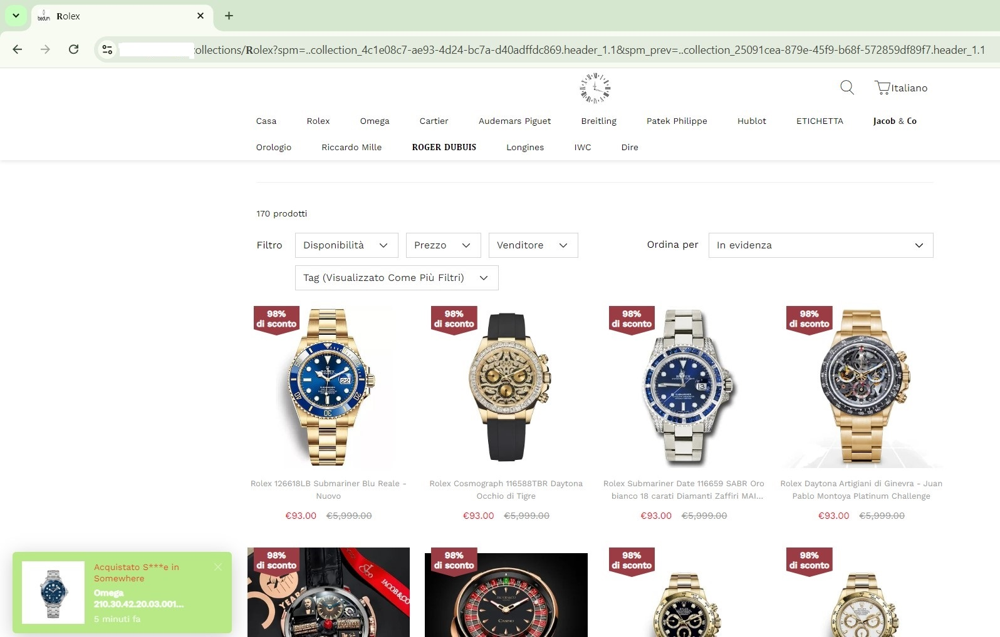 bedum
Rolex
collections/Rolex?spm=..collection_4c1e08c7-ae93-4d24-bc7a-d40adffdc869.header_1.1&spm_prev=..collection_25091cea-879e-45f9-b68f-572859df89f7.header_1.1
Italiano
Casa Rolex Omega Cartier Audemars Piguet Breitling Patek Philippe Hublot ETICHETTA Jacob & Co
Orologio Riccardo Mille ROGER DUBUIS Longines IWC Dire
170 prodotti
Filtro Disponibilità Prezzo Venditore Ordina per In evidenza
Tag (Visualizzato Come Più Filtri)
98% 98% 98% 98%
di sconto di sconto di sconto di sconto
Rolex 126618LB Submariner Blu Reale -
Nuovo
€93.00 €5,999.00
Rolex Cosmograph 116588TBR Daytona
Occhio di Tigre
€93.00 €5,999.00
Rolex Submariner Date 116659 SABR Oro
bianco 18 carati Diamanti Zaffiri MAI...
€93.00 €5,999.00
Rolex Daytona Artigiani di Ginevra - Juan
Pablo Montoya Platinum Challenge
€93.00 €5,999.00
98% 98% 98% 98%
di sconto di sconto di sconto di sconto
JACOB&CO
YEAR
CASINO
Acquistato S***e in
Somewhere
Omega
210.30.42.20.03.001...
5 minuti fa